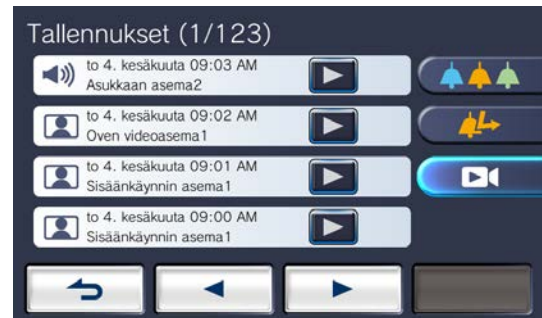 Tallennukset (1/123)
to 4. kesäkuuta 09:03 AM
Asukkaan asema2
to 4. kesäkuuta 09:02 AM
Oven videoasema1
to 4. kesäkuuta 09:01 AM
Sisäänkäynnin asema1
to 4. kesäkuuta 09:00 AM
Sisäänkäynnin asema1